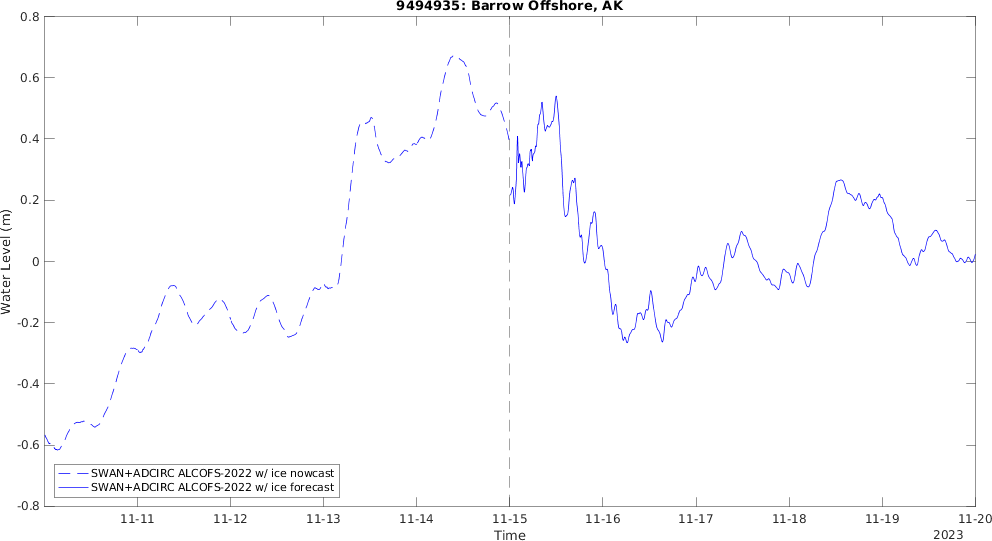 9494935: Barrow Offshore, AK
0.8
0.6
0.4
0.2
0
-0.2
-0.4
-0.6
-0.8
Water Level (m)
SWAN+ADCIRC ALCOFS-2022 w/ ice nowcast
SWAN+ADCIRC ALCOFS-2022 w/ ice forecast
11-11 11-12 11-13 11-14 11-15 11-16 11-17 11-18 11-19 11-20
Time
2023